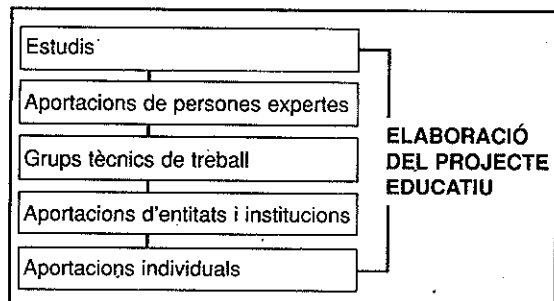 Estudis
Aportacions de persones expertes
Grups tècnics de treball
Aportacions d'entitats i institucions
Aportacions individuals
ELABORACIÓ
DEL PROJECTE
EDUCATIU